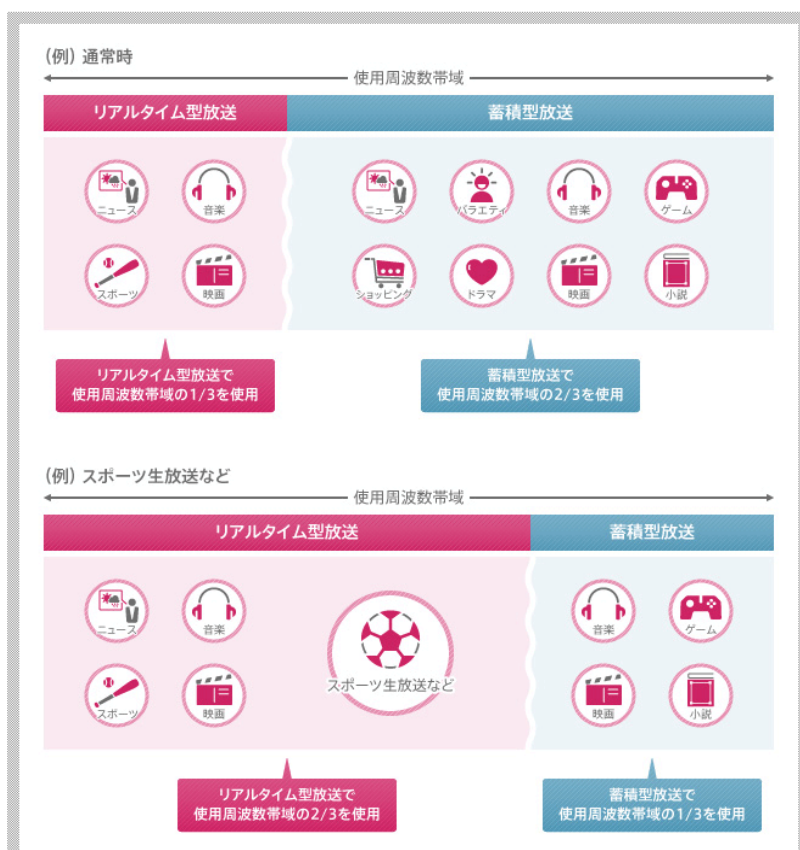 (例) 通常時
使用周波数帯域
リアルタイム型放送
蓄積型放送
ニュース
音楽
ニュース
バラエティ
音楽
ゲーム
スポーツ
映画
ショッピング
ドラマ
映画
小説
リアルタイム型放送で
使用周波数帯域の1/3を使用
蓄積型放送で
使用周波数帯域の2/3を使用
(例) スポーツ生放送など
使用周波数帯域
リアルタイム型放送
蓄積型放送
ニュース
音楽
スポーツ生放送など
音楽
ゲーム
スポーツ
映画
映画
小説
リアルタイム型放送で
使用周波数帯域の2/3を使用
蓄積型放送で
使用周波数帯域の1/3を使用